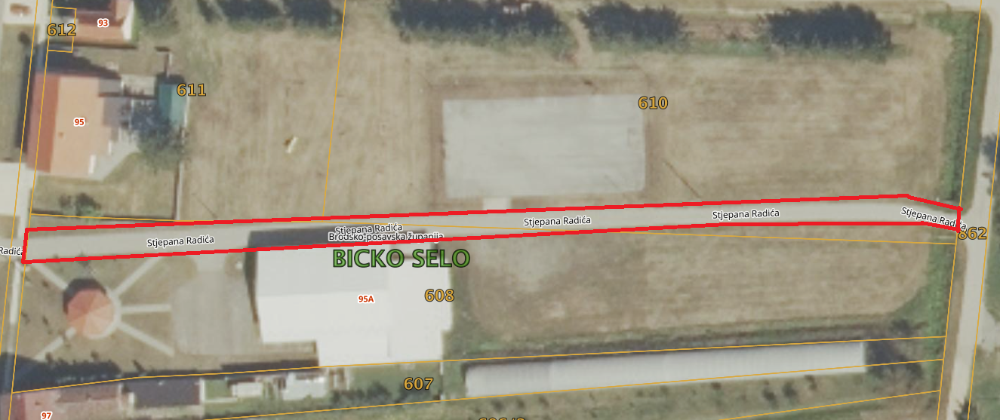 93
612
611
610
95
Stjepana Radića
Stjepana Radića
Stjepana Radića
Stjepana Radića
Stjepana Radića
Radića
Brodsko-posavska županija
862
BICKO SELO
95A
608
607
97